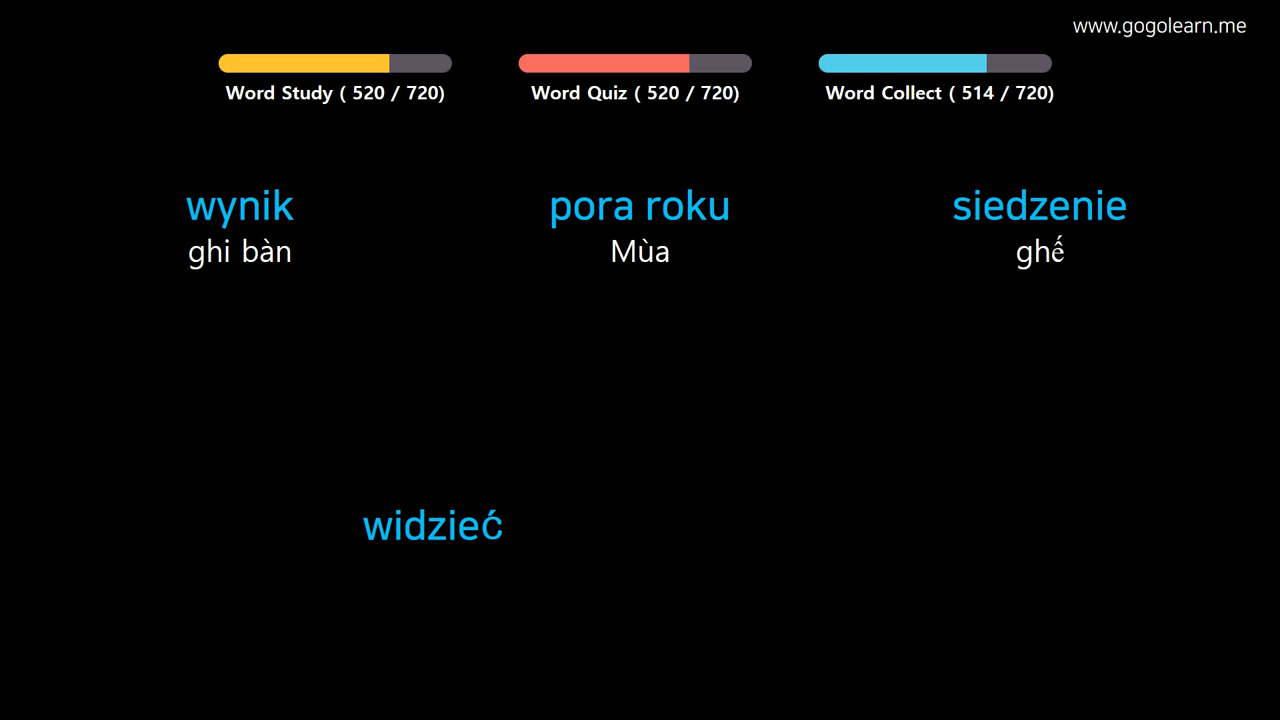 www.gogolearn.me
Word Study ( 520 / 720)
Word Quiz ( 520 / 720)
Word Collect ( 514 / 720)
wynik
ghi bàn
pora roku
Mùa
siedzenie
ghế
widzieć